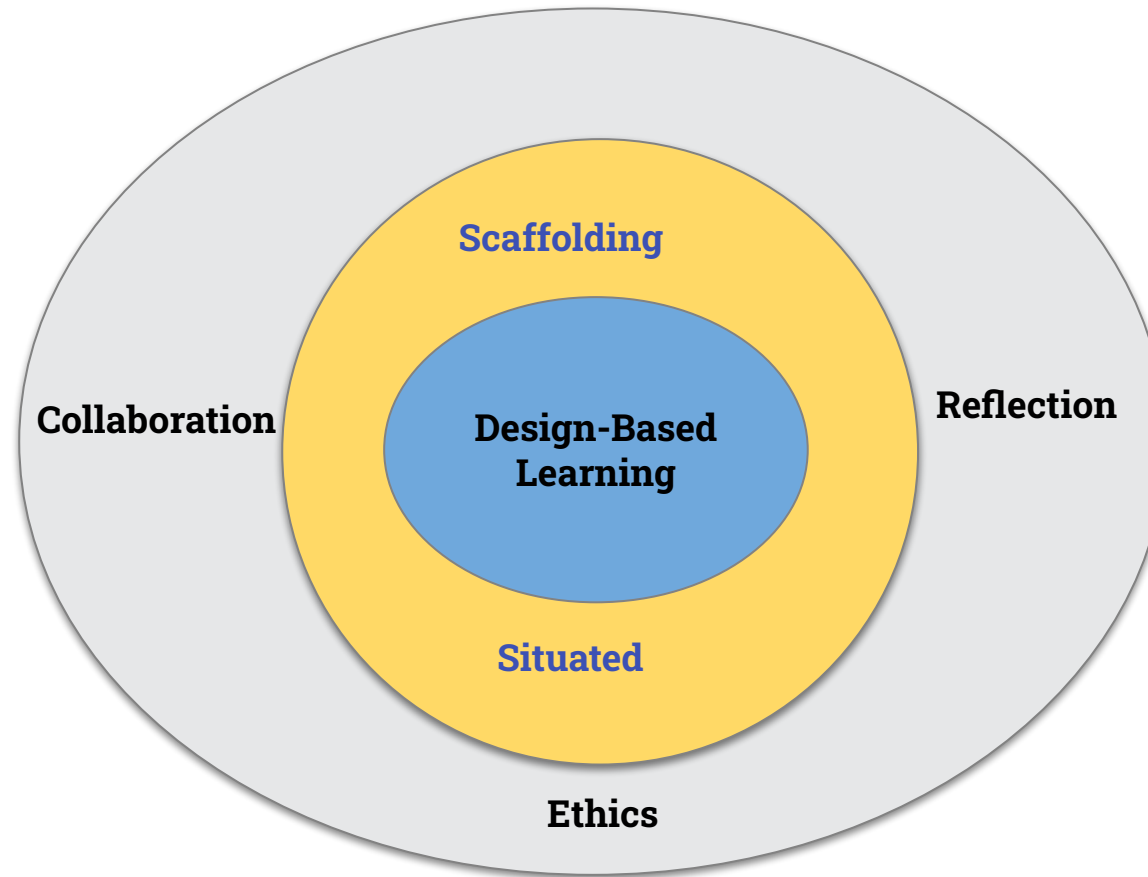 Scaffolding
Collaboration
Design-Based
Learning
Reflection
Situated
Ethics